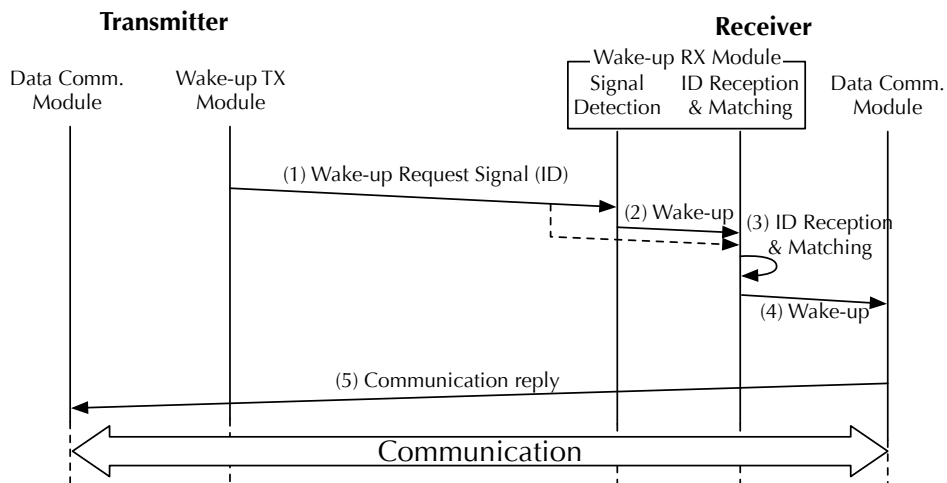 Transmitter
Receiver
Data Comm.
Module
Wake-up TX
Module
Wake-up RX Module
Signal
Detection
ID Reception
& Matching
Data Comm.
Module
(1) Wake-up Request Signal (ID)
(2) Wake-up
(3) ID Reception
& Matching
(4) Wake-up
(5) Communication reply
Communication